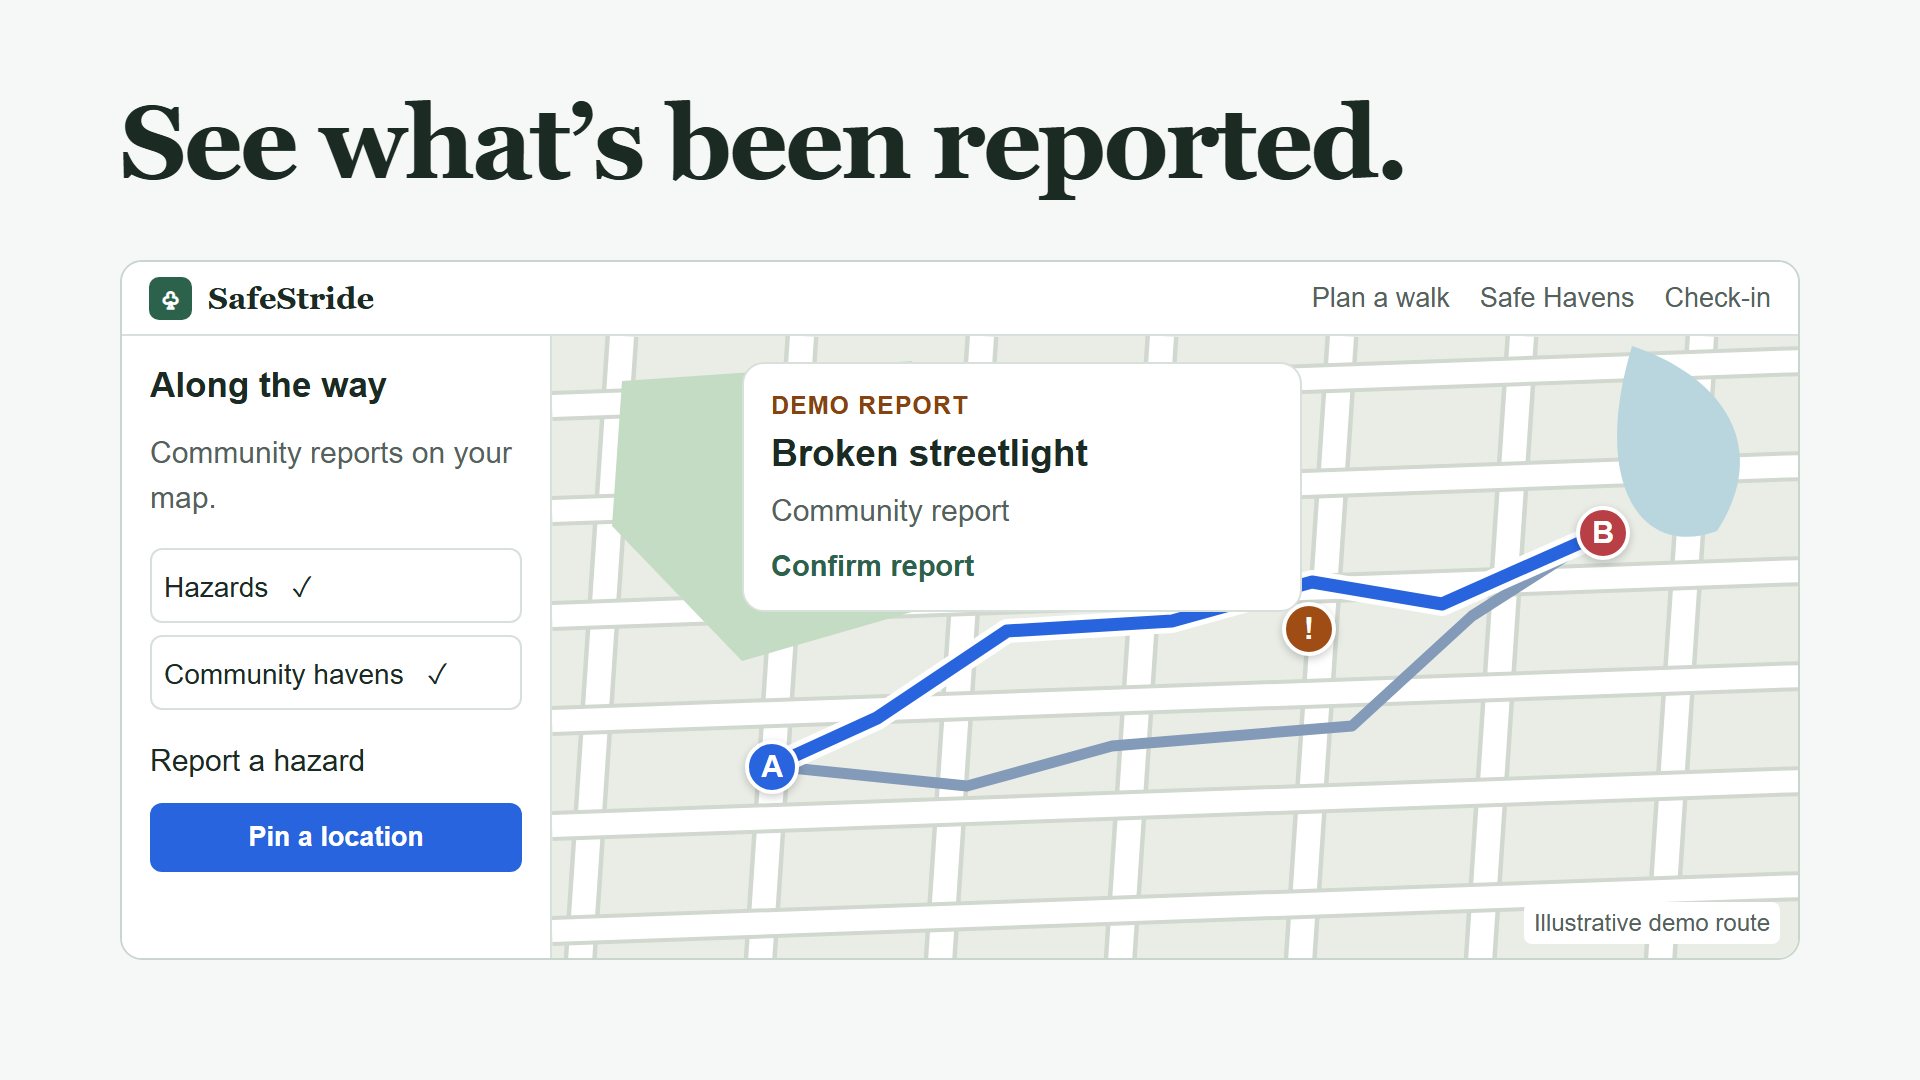 See what’s been reported.
SafeStride
Plan a walk
Safe Havens
Check-in
Along the way
Community reports on your
map.
Hazards ✓
Community havens ✓
Report a hazard
Pin a location
DEMO REPORT
Broken streetlight
Community report
Confirm report
!
B
A
Illustrative demo route